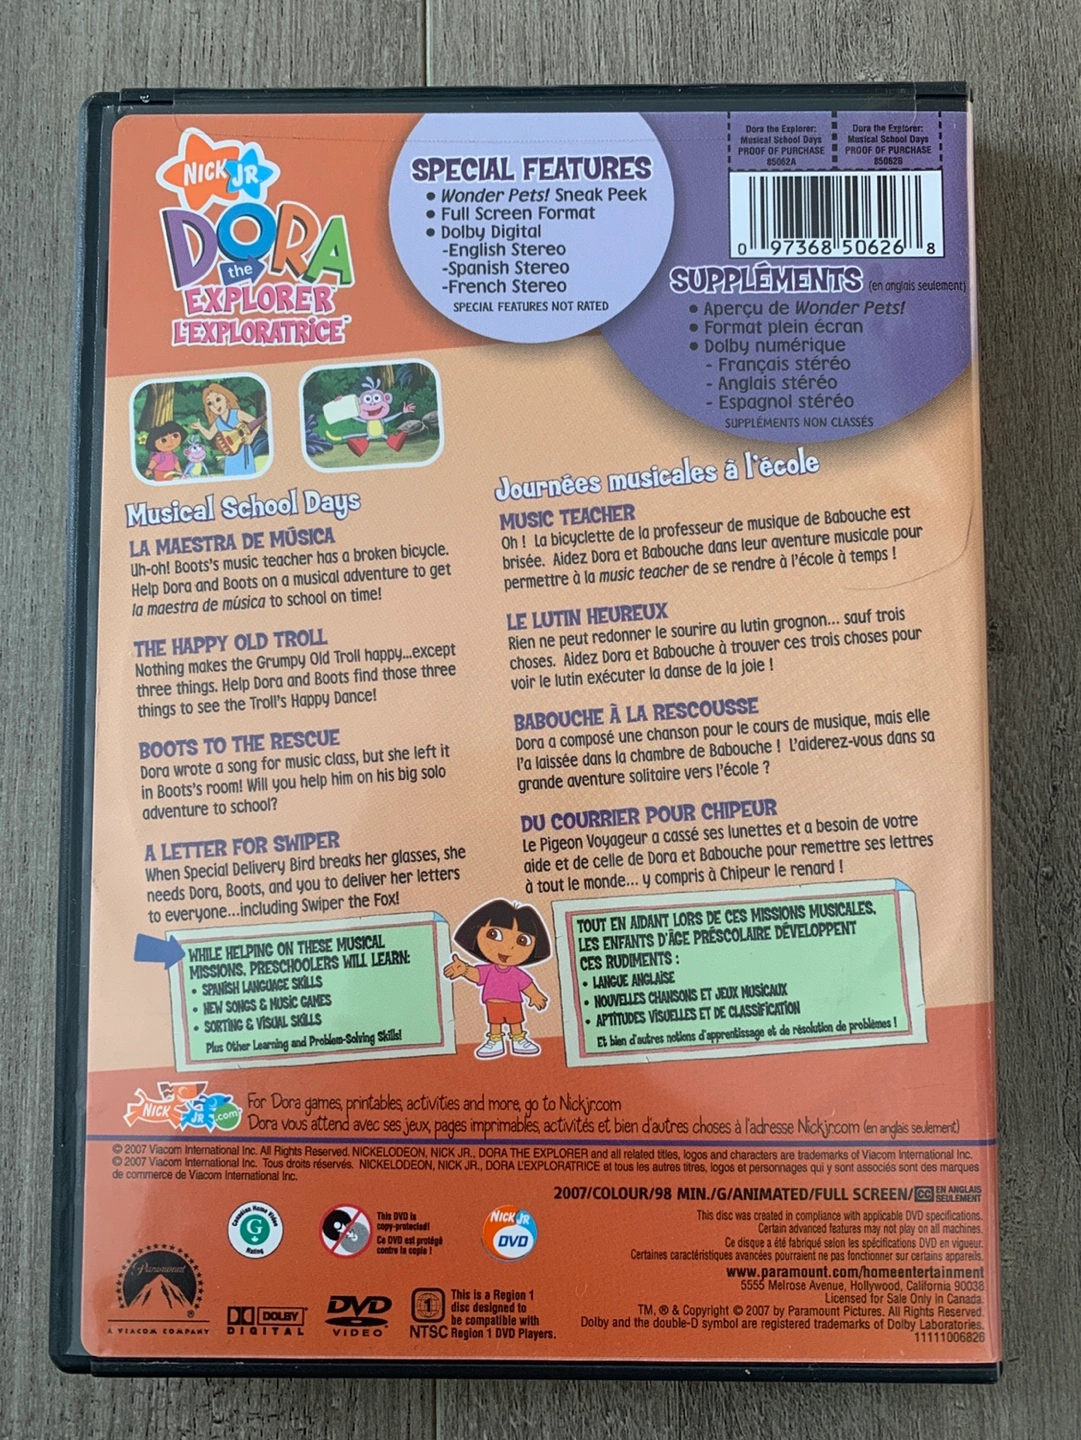 NICK JR
DORA
the
EXPLORER™
L'EXPLORATRICE™
SPECIAL FEATURES
• Wonder Pets! Sneak Peek
• Full Screen Format
• Dolby Digital
-English Stereo
-Spanish Stereo
-French Stereo
SPECIAL FEATURES NOT RATED
Dora the Explorer:
Musical School Days
PROOF OF PURCHASE
85062A
Dora the Explorer:
Musical School Days
PROOF OF PURCHASE
85062B
0 97368 50626 8
SUPPLÉMENTS (en anglais seulement)
• Aperçu de Wonder Pets!
• Format plein écran
• Dolby numérique
- Français stéréo
- Anglais stéréo
- Espagnol stéréo
SUPPLÉMENTS NON CLASSÉS
Musical School Days
LA MAESTRA DE MÚSICA
Uh-oh! Boots's music teacher has a broken bicycle.
Help Dora and Boots on a musical adventure to get
la maestra de música to school on time!
THE HAPPY OLD TROLL
Nothing makes the Grumpy Old Troll happy...except
three things. Help Dora and Boots find those three
things to see the Troll's Happy Dance!
BOOTS TO THE RESCUE
Dora wrote a song for music class, but she left it
in Boots's room! Will you help him on his big solo
adventure to school?
A LETTER FOR SWIPER
When Special Delivery Bird breaks her glasses, she
needs Dora, Boots, and you to deliver her letters
to everyone...including Swiper the Fox!
Journées musicales à l'école
MUSIC TEACHER
Oh ! La bicyclette de la professeur de musique de Babouche est
brisée. Aidez Dora et Babouche dans leur aventure musicale pour
permettre à la music teacher de se rendre à l'école à temps !
LE LUTIN HEUREUX
Rien ne peut redonner le sourire au lutin grognon... sauf trois
choses. Aidez Dora et Babouche à trouver ces trois choses pour
voir le lutin exécuter la danse de la joie !
BABOUCHE À LA RESCOUSSE
Dora a composé une chanson pour le cours de musique, mais elle
l'a laissée dans la chambre de Babouche ! L'aiderez-vous dans sa
grande aventure solitaire vers l'école ?
DU COURRIER POUR CHIPEUR
Le Pigeon Voyageur a cassé ses lunettes et a besoin de votre
aide et de celle de Dora et Babouche pour remettre ses lettres
à tout le monde... y compris à Chipeur le renard !
WHILE HELPING ON THESE MUSICAL
MISSIONS, PRESCHOOLERS WILL LEARN:
• SPANISH LANGUAGE SKILLS
• NEW SONGS & MUSIC GAMES
• SORTING & VISUAL SKILLS
Plus Other Learning and Problem-Solving Skills!
TOUT EN AIDANT LORS DE CES MISSIONS MUSICALES,
LES ENFANTS D'ÂGE PRÉSCOLAIRE DÉVELOPPENT
CES RUDIMENTS :
• LANGUE ANGLAISE
• NOUVELLES CHANSONS ET JEUX MUSICAUX
• APTITUDES VISUELLES ET DE CLASSIFICATION
Et bien d'autres notions d'apprentissage et de résolution de problèmes !
NICK JR .com
For Dora games, printables, activities and more, go to Nickjr.com
Dora vous attend avec ses jeux, pages imprimables, activités et bien d'autres choses à l'adresse Nickjr.com (en anglais seulement)
© 2007 Viacom International Inc. All Rights Reserved. NICKELODEON, NICK JR., DORA THE EXPLORER and all related titles, logos and characters are trademarks of Viacom International Inc.
© 2007 Viacom International Inc. Tous droits réservés. NICKELODEON, NICK JR., DORA L'EXPLORATRICE et tous les autres titres, logos et personnages qui y sont associés sont des marques
de commerce de Viacom International Inc.
2007/COLOUR/98 MIN./G/ANIMATED/FULL SCREEN/CC EN ANGLAIS
SEULEMENT
Canadian Home Video
G
Rating
This DVD is
copy-protected!
Ce DVD est protégé
contre la copie !
NICK JR
DVD
This disc was created in compliance with applicable DVD specifications.
Certain advanced features may not play on all machines.
Ce disque a été fabriqué selon les spécifications DVD en vigueur.
Certaines caractéristiques avancées pourraient ne pas fonctionner sur certains appareils.
www.paramount.com/homeentertainment
5555 Melrose Avenue, Hollywood, California 90038
Licensed for Sale Only in Canada.
TM, ® & Copyright © 2007 by Paramount Pictures. All Rights Reserved.
Dolby and the double-D symbol are registered trademarks of Dolby Laboratories.
11111006826
Paramount
®
A VIACOM COMPANY
DOLBY
DIGITAL
DVD
VIDEO
1
NTSC
This is a Region 1
disc designed to
be compatible with
Region 1 DVD Players.